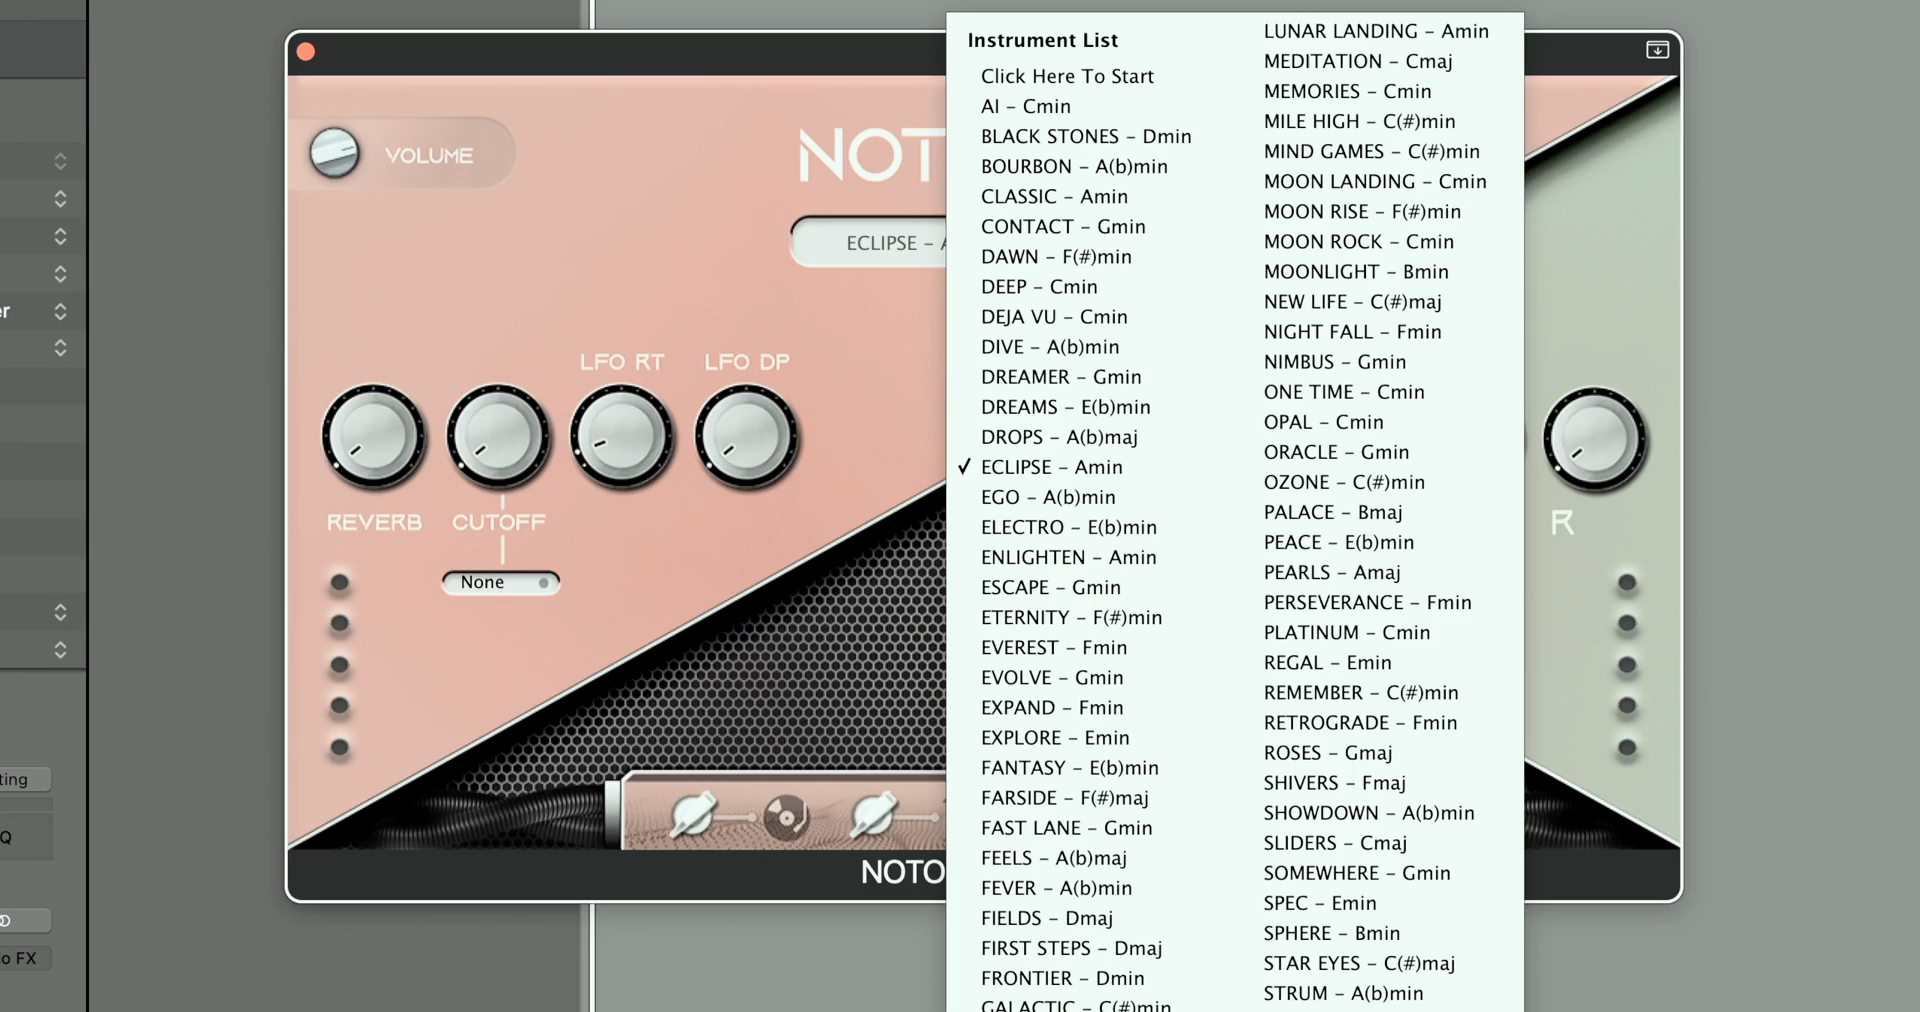 er
ting
Q
o FX
VOLUME
NOT
ECLIPSE –
LFO RT
LFO DP
REVERB
CUTOFF
None
R
NOTO
Instrument List
Click Here To Start
AI – Cmin
BLACK STONES – Dmin
BOURBON – A(b)min
CLASSIC – Amin
CONTACT – Gmin
DAWN – F(#)min
DEEP – Cmin
DEJA VU – Cmin
DIVE – A(b)min
DREAMER – Gmin
DREAMS – E(b)min
DROPS – A(b)maj
✓ ECLIPSE – Amin
EGO – A(b)min
ELECTRO – E(b)min
ENLIGHTEN – Amin
ESCAPE – Gmin
ETERNITY – F(#)min
EVEREST – Fmin
EVOLVE – Gmin
EXPAND – Fmin
EXPLORE – Emin
FANTASY – E(b)min
FARSIDE – F(#)maj
FAST LANE – Gmin
FEELS – A(b)maj
FEVER – A(b)min
FIELDS – Dmaj
FIRST STEPS – Dmaj
FRONTIER – Dmin
GALACTIC – C(#)min
LUNAR LANDING – Amin
MEDITATION – Cmaj
MEMORIES – Cmin
MILE HIGH – C(#)min
MIND GAMES – C(#)min
MOON LANDING – Cmin
MOON RISE – F(#)min
MOON ROCK – Cmin
MOONLIGHT – Bmin
NEW LIFE – C(#)maj
NIGHT FALL – Fmin
NIMBUS – Gmin
ONE TIME – Cmin
OPAL – Cmin
ORACLE – Gmin
OZONE – C(#)min
PALACE – Bmaj
PEACE – E(b)min
PEARLS – Amaj
PERSEVERANCE – Fmin
PLATINUM – Cmin
REGAL – Emin
REMEMBER – C(#)min
RETROGRADE – Fmin
ROSES – Gmaj
SHIVERS – Fmaj
SHOWDOWN – A(b)min
SLIDERS – Cmaj
SOMEWHERE – Gmin
SPEC – Emin
SPHERE – Bmin
STAR EYES – C(#)maj
STRUM – A(b)min